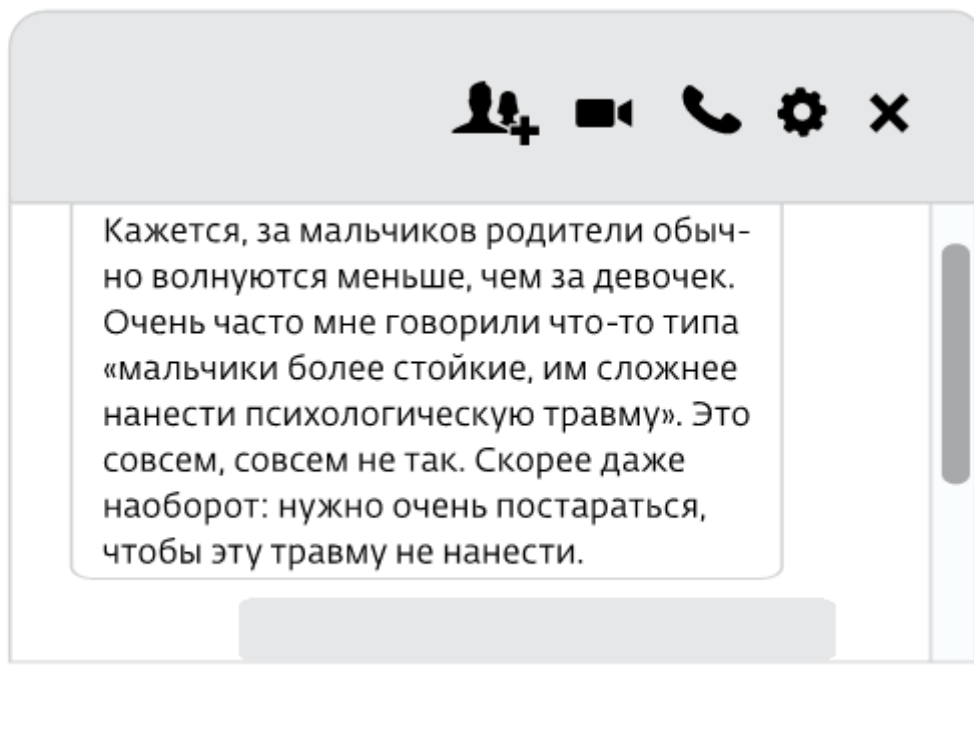 Кажется, за мальчиков родители обыч-
но волнуются меньше, чем за девочек.
Очень часто мне говорили что-то типа
«мальчики более стойкие, им сложнее
нанести психологическую травму». Это
совсем, совсем не так. Скорее даже
наоборот: нужно очень постараться,
чтобы эту травму не нанести.